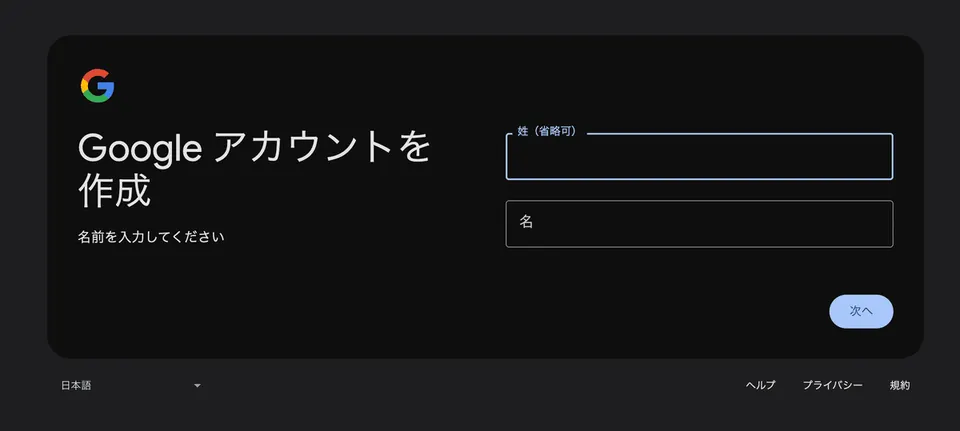 Google アカウントを
作成
名前を入力してください
姓（省略可）
名
次へ
日本語
ヘルプ
プライバシー
規約